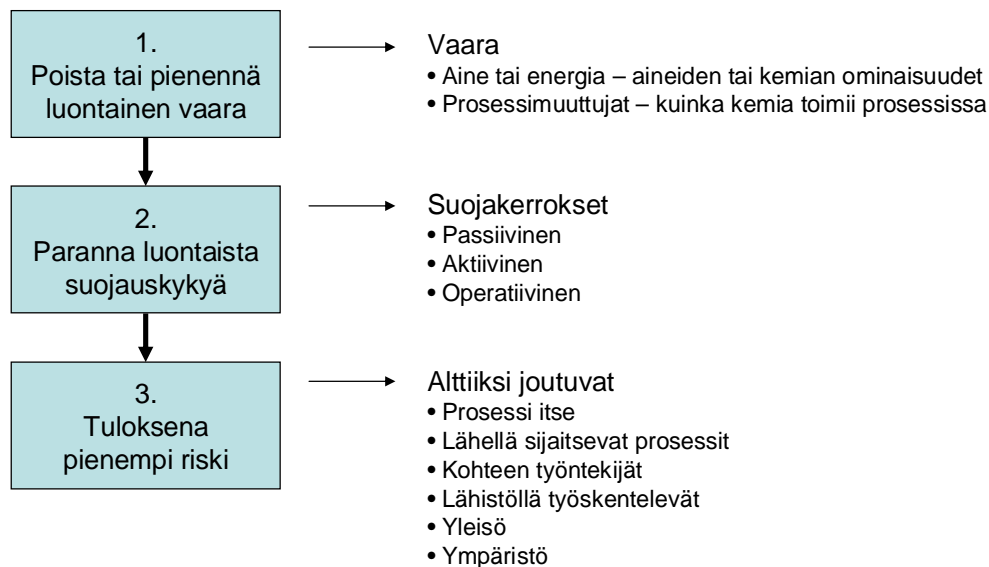 1.
Poista tai pienennä
luontainen vaara
Vaara
• Aine tai energia – aineiden tai kemian ominaisuudet
• Prosessimuuttujat – kuinka kemia toimii prosessissa
2.
Paranna luontaista
suojauskykyä
Suojakerrokset
• Passiivinen
• Aktiivinen
• Operatiivinen
3.
Tuloksena
pienempi riski
Alttiiksi joutuvat
• Prosessi itse
• Lähellä sijaitsevat prosessit
• Kohteen työntekijät
• Lähistöllä työskentelevät
• Yleisö
• Ympäristö